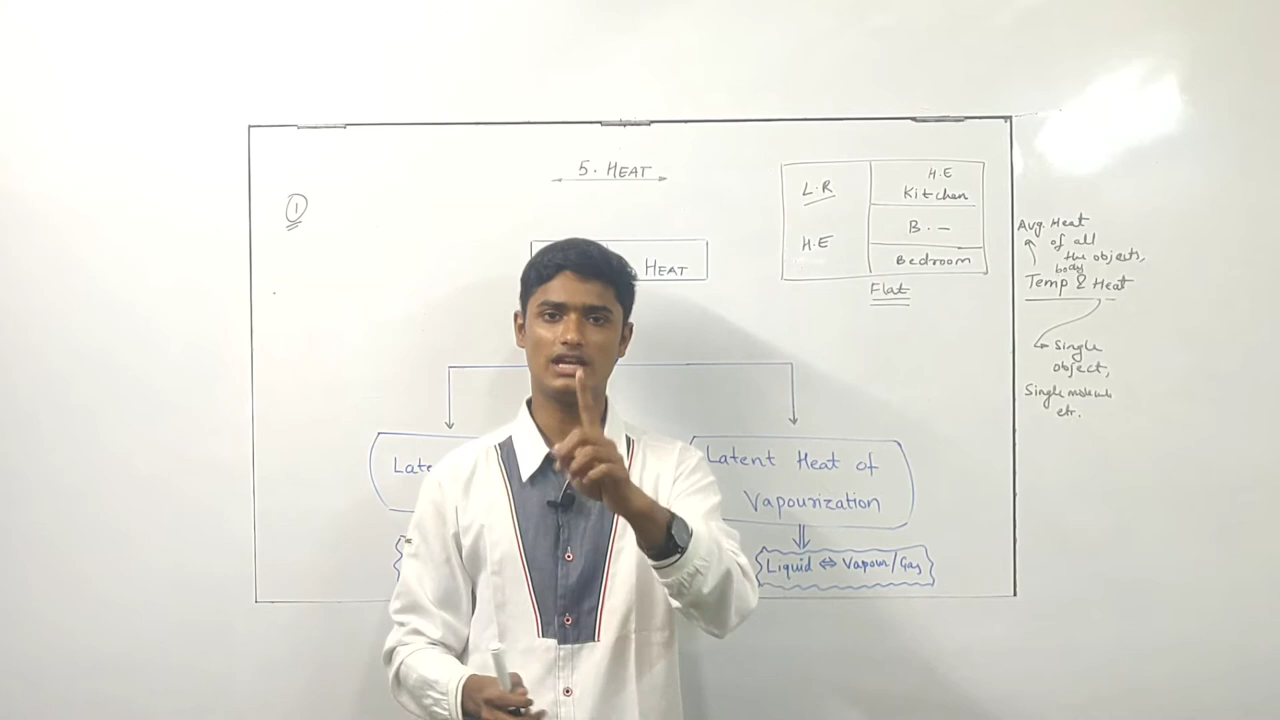 5. HEAT
1
HEAT
L.R
H.E
H.E
Kitchen
B. -
Bedroom
Flat
Avg. Heat
of all
the objects,
body
Temp & Heat
Single
object,
Single molecule
etc.
Late
Latent Heat of
Vapourization
Liquid ⇔ Vapour/Gas